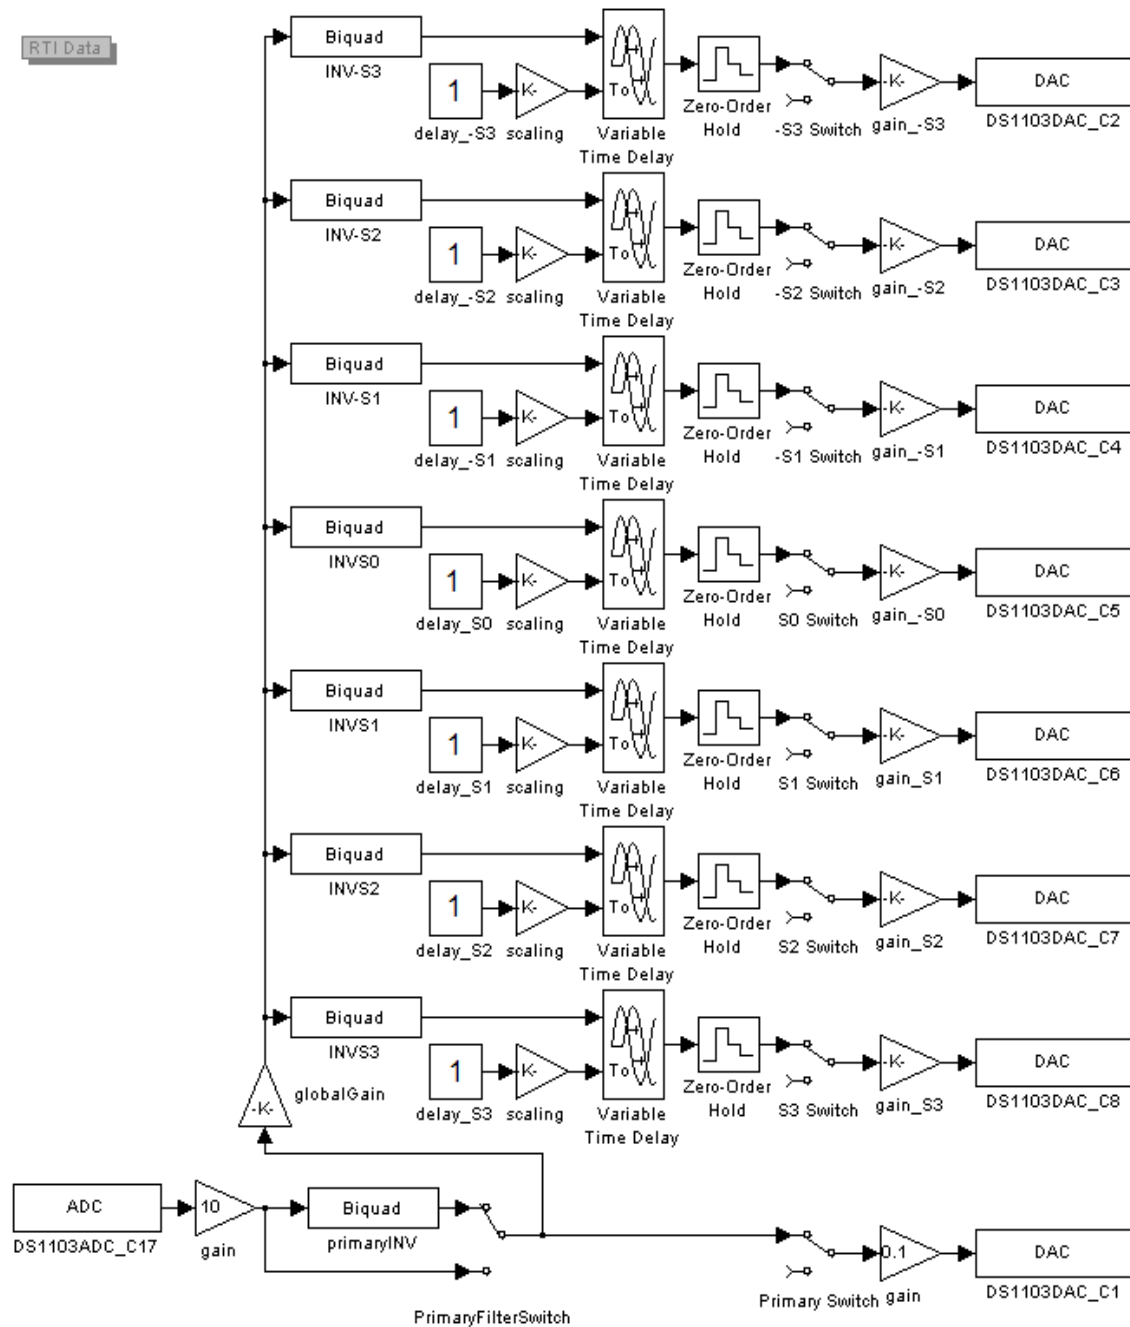 RTI Data
Biquad
INV-S3
1
delay_-S3
-K-
scaling
To
Variable
Time Delay
Zero-Order
Hold
-S3 Switch
-K-
gain_-S3
DAC
DS1103DAC_C2
Biquad
INV-S2
1
delay_-S2
-K-
scaling
To
Variable
Time Delay
Zero-Order
Hold
-S2 Switch
-K-
gain_-S2
DAC
DS1103DAC_C3
Biquad
INV-S1
1
delay_-S1
-K-
scaling
To
Variable
Time Delay
Zero-Order
Hold
-S1 Switch
-K-
gain_-S1
DAC
DS1103DAC_C4
Biquad
INVS0
1
delay_S0
-K-
scaling
To
Variable
Time Delay
Zero-Order
Hold
S0 Switch
-K-
gain_-S0
DAC
DS1103DAC_C5
Biquad
INVS1
1
delay_S1
-K-
scaling
To
Variable
Time Delay
Zero-Order
Hold
S1 Switch
-K-
gain_S1
DAC
DS1103DAC_C6
Biquad
INVS2
1
delay_S2
-K-
scaling
To
Variable
Time Delay
Zero-Order
Hold
S2 Switch
-K-
gain_S2
DAC
DS1103DAC_C7
Biquad
INVS3
1
delay_S3
-K-
scaling
To
Variable
Time Delay
Zero-Order
Hold
S3 Switch
-K-
gain_S3
DAC
DS1103DAC_C8
-K-
globalGain
ADC
DS1103ADC_C17
10
gain
Biquad
primaryINV
PrimaryFilterSwitch
Primary Switch
0.1
gain
DAC
DS1103DAC_C1